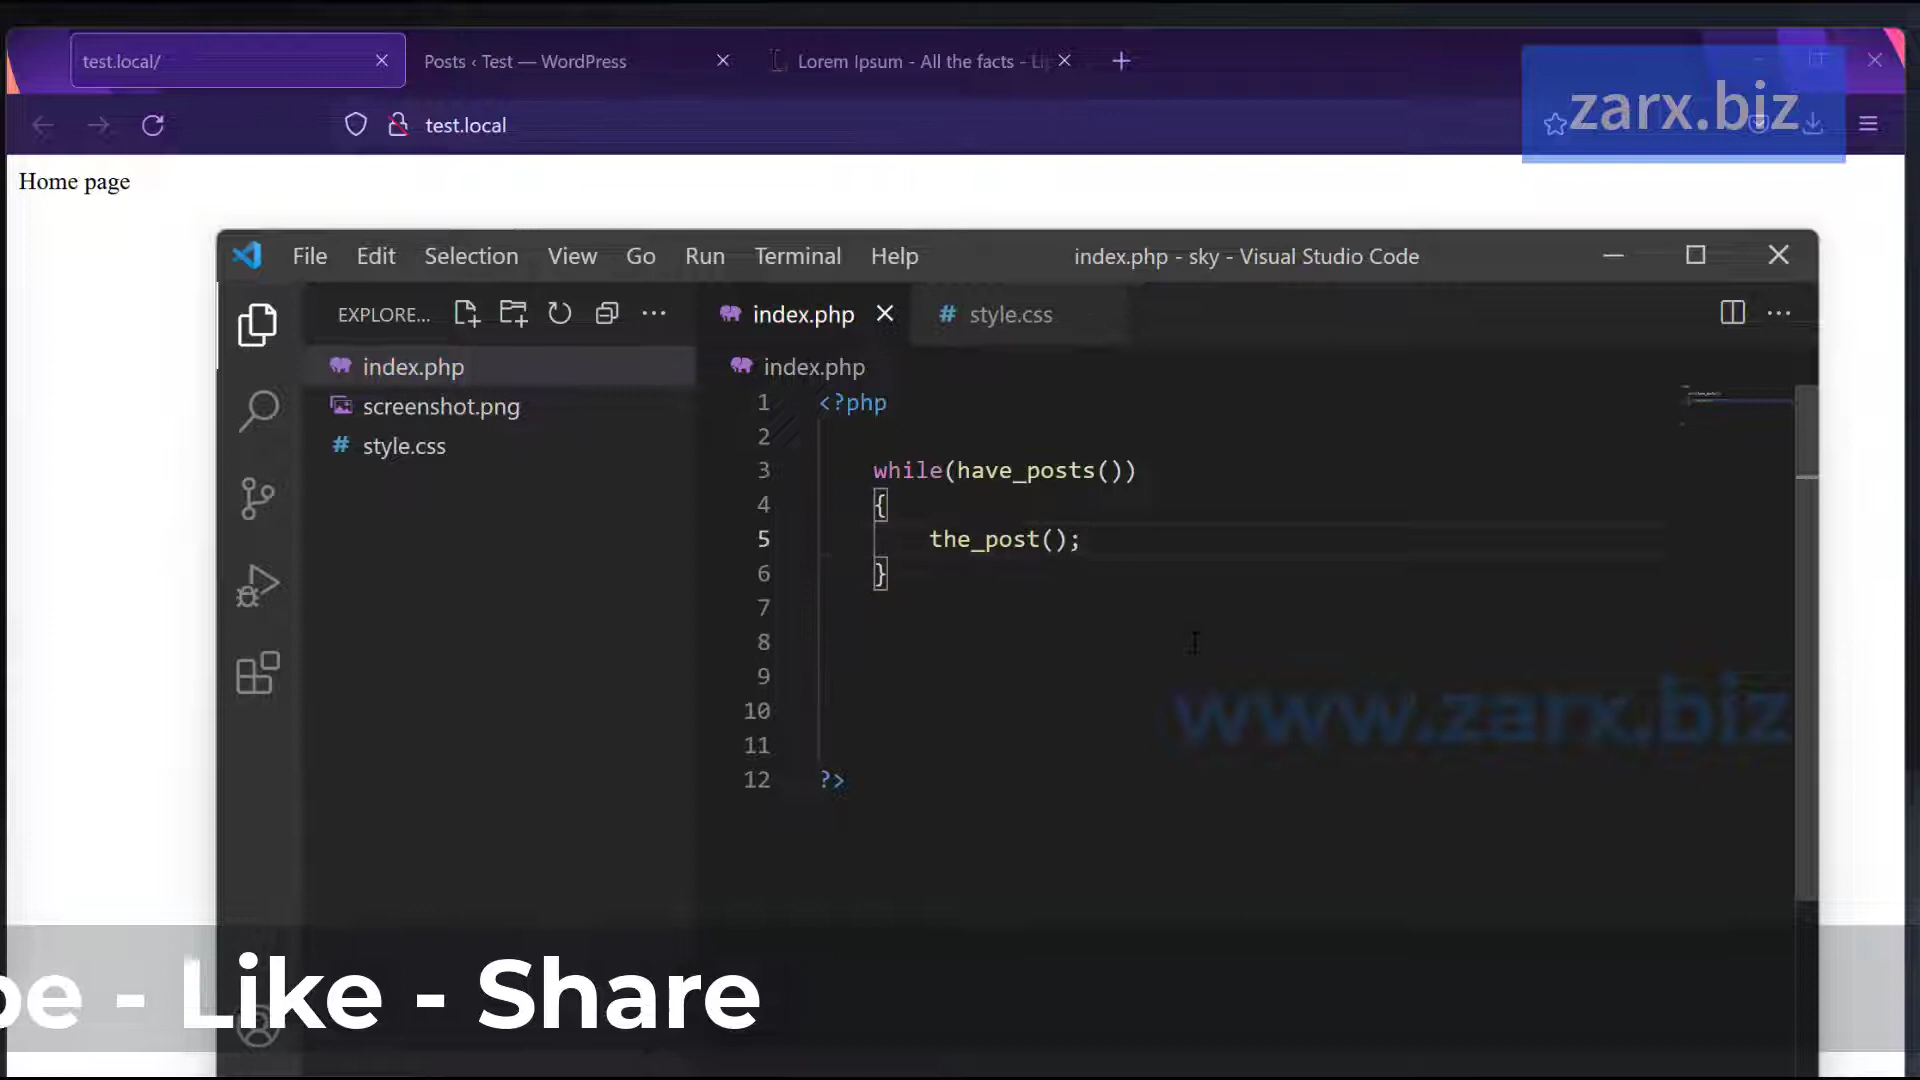 test.local/
Posts ‹ Test — WordPress
Lorem Ipsum - All the facts - Li
test.local
zarx.biz
Home page
File Edit Selection View Go Run Terminal Help
index.php - sky - Visual Studio Code
EXPLORE...
index.php
style.css
index.php
screenshot.png
style.css
index.php
1 <?php
2
3 while(have_posts())
4 {
5 the_post();
6 }
7
8
9
10
11
12 ?>
www.zarx.biz
be - Like - Share